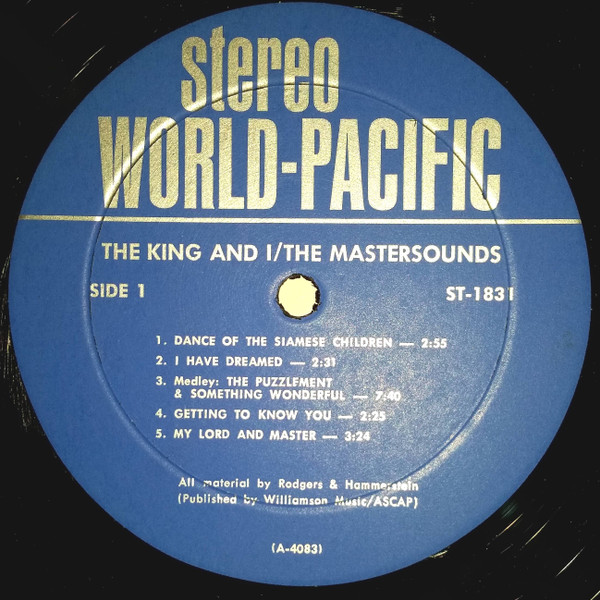 stereo
WORLD-PACIFIC
THE KING AND I/THE MASTERSOUNDS
SIDE 1
ST-1831
1. DANCE OF THE SIAMESE CHILDREN — 2:55
2. I HAVE DREAMED — 2:31
3. Medley: THE PUZZLEMENT
& SOMETHING WONDERFUL — 7:40
4. GETTING TO KNOW YOU — 2:25
5. MY LORD AND MASTER — 3:24
All material by Rodgers & Hammerstein
(Published by Williamson Music/ASCAP)
(A-4083)